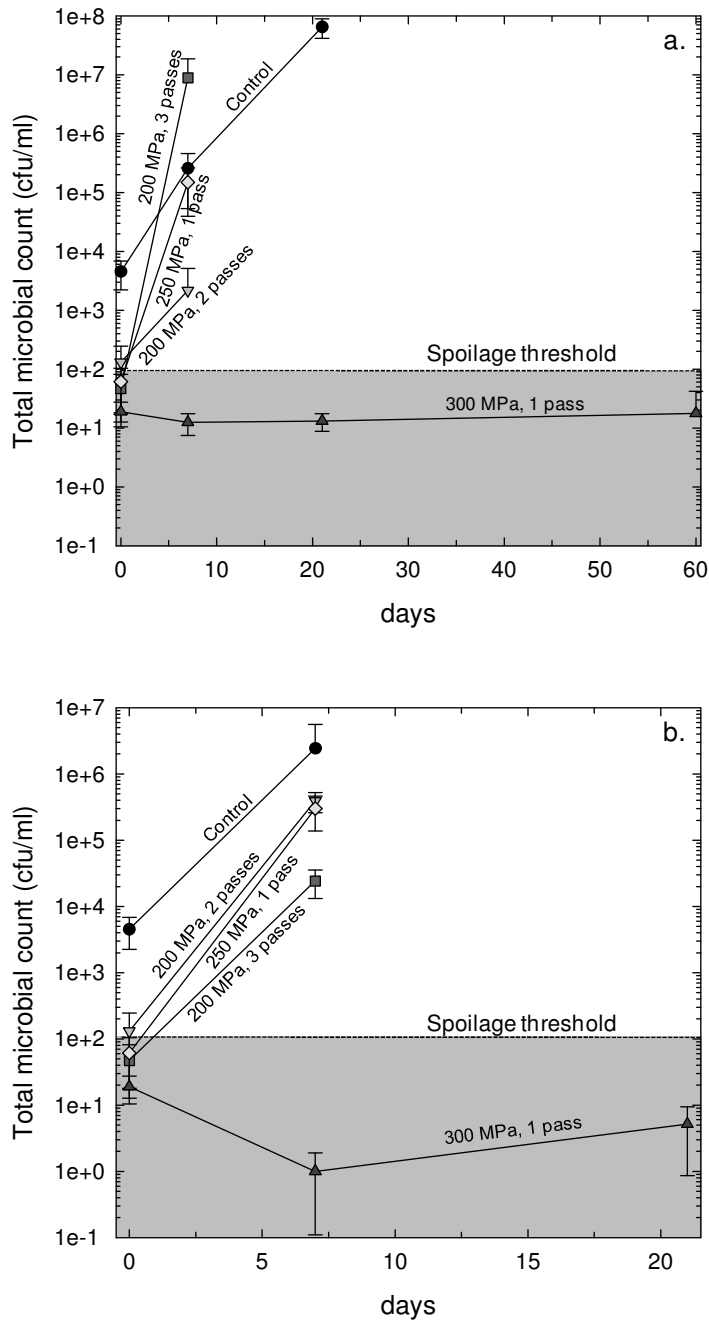 1e+8
a.
1e+7
1e+6
1e+5
1e+4
1e+3
1e+2
1e+1
1e+0
1e-1
Total microbial count (cfu/ml)
200 MPa, 3 passes
Control
250 MPa, 1 pass
200 MPa, 2 passes
Spoilage threshold
300 MPa, 1 pass
0 10 20 30 40 50 60
days
1e+7
b.
1e+6
1e+5
1e+4
1e+3
1e+2
1e+1
1e+0
1e-1
Total microbial count (cfu/ml)
Control
200 MPa, 2 passes
250 MPa, 1 pass
200 MPa, 3 passes
Spoilage threshold
300 MPa, 1 pass
0 5 10 15 20
days